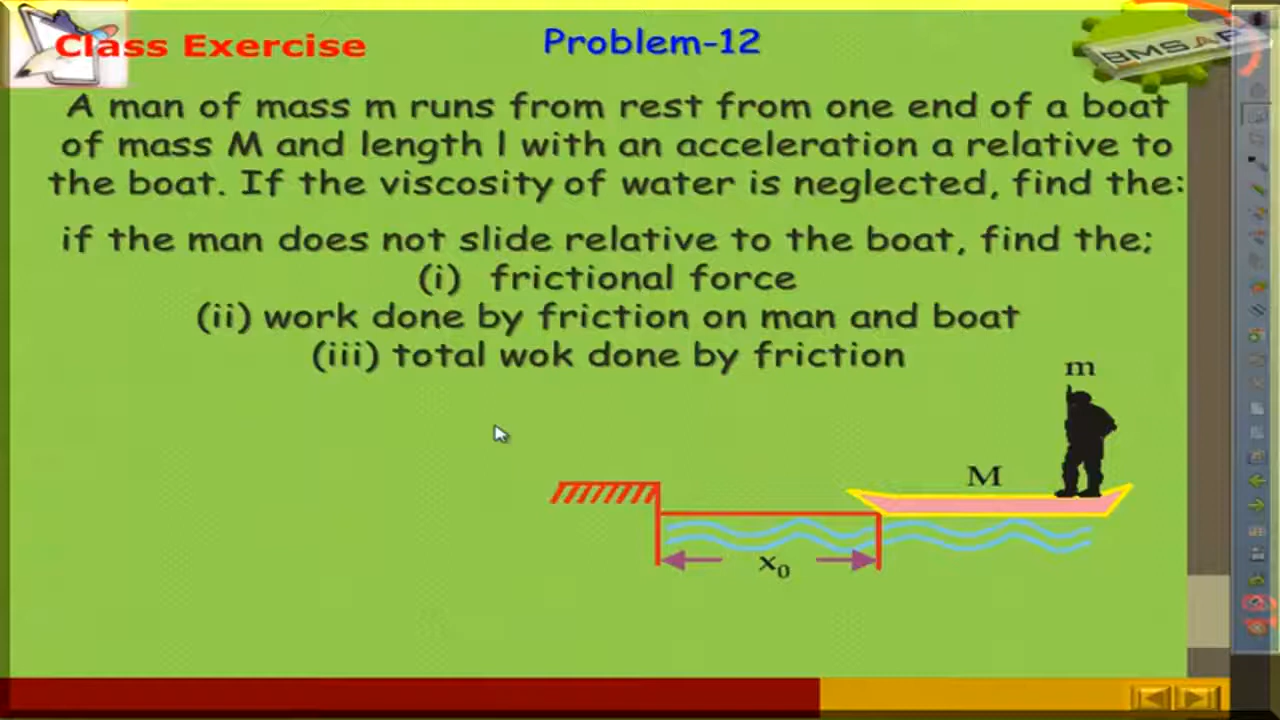 Class Exercise
Problem-12
BMSAP
A man of mass m runs from rest from one end of a boat
of mass M and length l with an acceleration a relative to
the boat. If the viscosity of water is neglected, find the:
if the man does not slide relative to the boat, find the;
(i) frictional force
(ii) work done by friction on man and boat
(iii) total wok done by friction
m
M
x₀